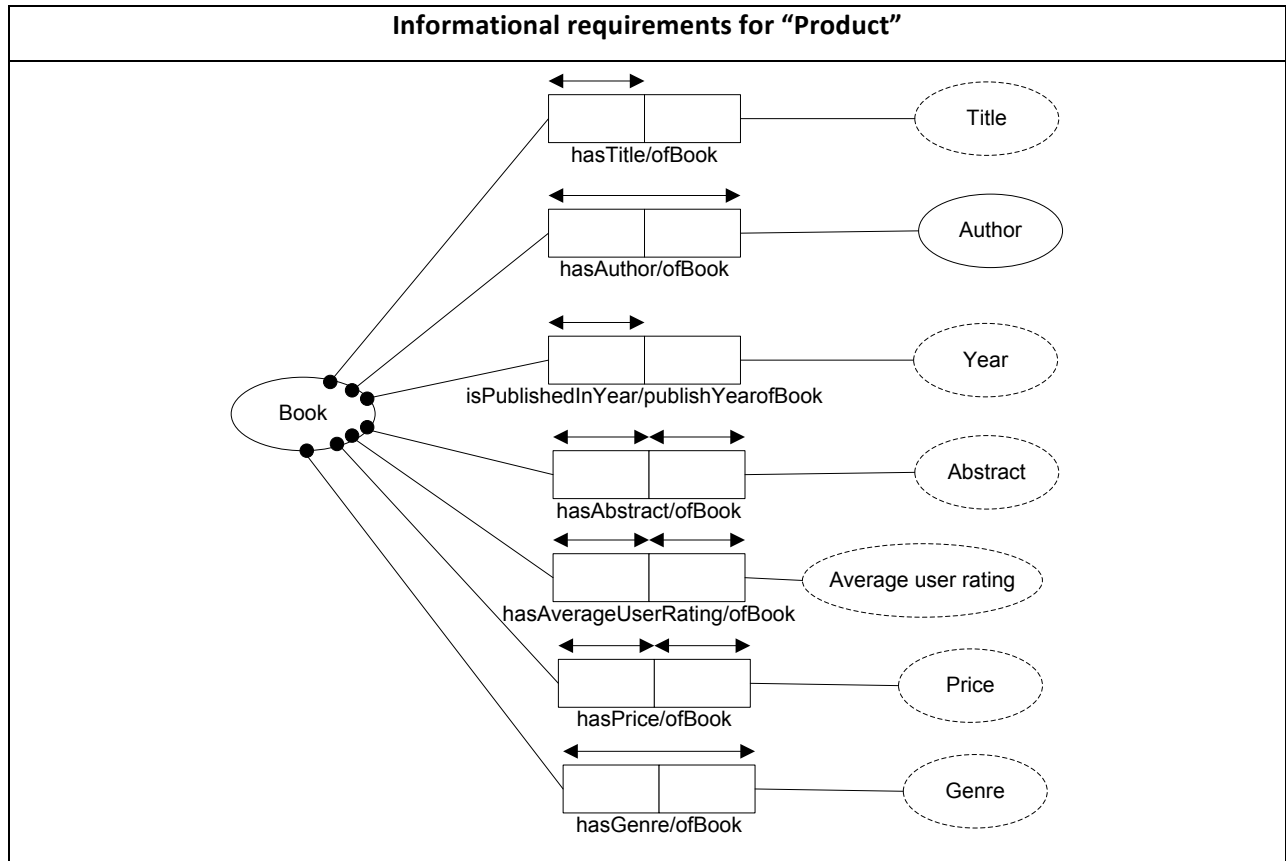 Informational requirements for “Product”
Title
hasTitle/ofBook
Author
hasAuthor/ofBook
Year
isPublishedInYear/publishYearofBook
Book
Abstract
hasAbstract/ofBook
Average user rating
hasAverageUserRating/ofBook
Price
hasPrice/ofBook
Genre
hasGenre/ofBook